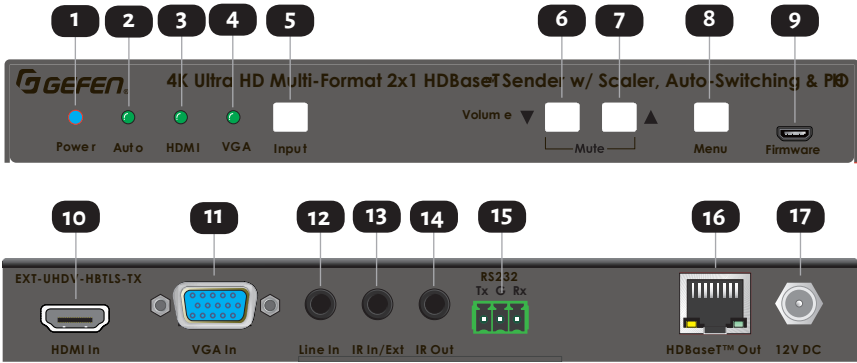 1 2 3 4 5 6 7 8 9
GEFEN. 4K Ultra HD Multi-Format 2x1 HDBaseT Sender w/ Scaler, Auto-Switching & PoH
Volume ▼ ▲
Power Auto HDMI VGA Input Mute Menu Firmware
10 11 12 13 14 15 16 17
EXT-UHDV-HBTLS-TX RS232
Tx G Rx
HDMI In VGA In Line In IR In/Ext IR Out HDBaseT™ Out 12V DC